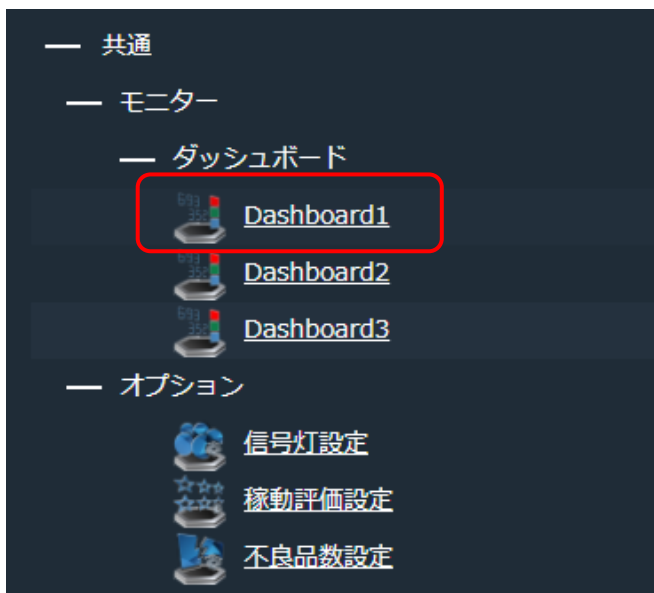 共通
モニター
ダッシュボード
Dashboard1
Dashboard2
Dashboard3
オプション
信号灯設定
稼動評価設定
不良品数設定